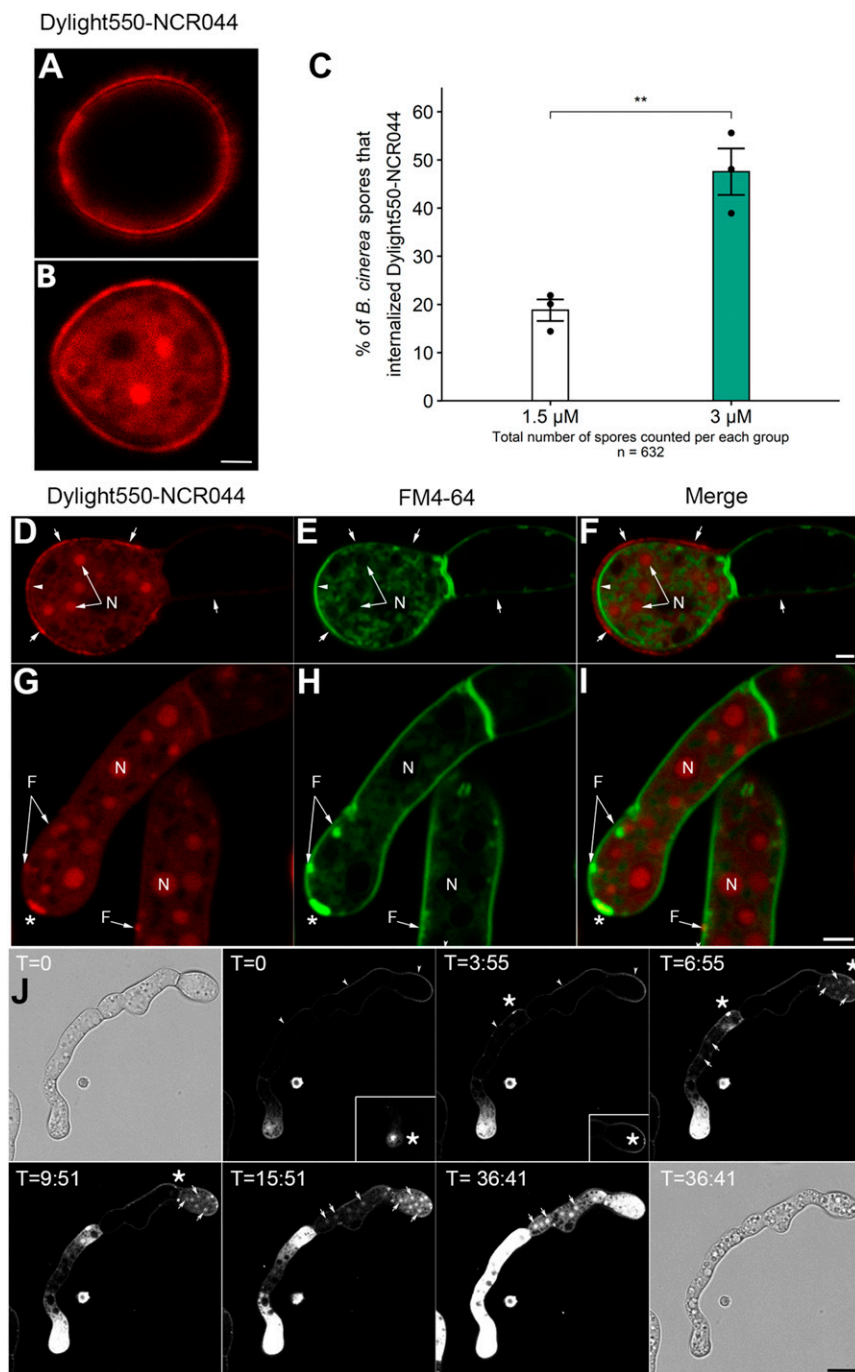 Dylight550-NCR044
A
B
C
% of B. cinerea spores that
internalized Dylight550-NCR044
60
50
40
30
20
10
0
**
1.5 µM
3 µM
Total number of spores counted per each group
n = 632
Dylight550-NCR044
FM4-64
Merge
D
N
E
N
F
N
G
N
F
N
F
*
H
N
F
N
F
*
I
N
F
N
F
*
J
T=0
T=0
*
T=3:55
*
*
T=6:55
*
*
T=9:51
*
T=15:51
T= 36:41
T=36:41